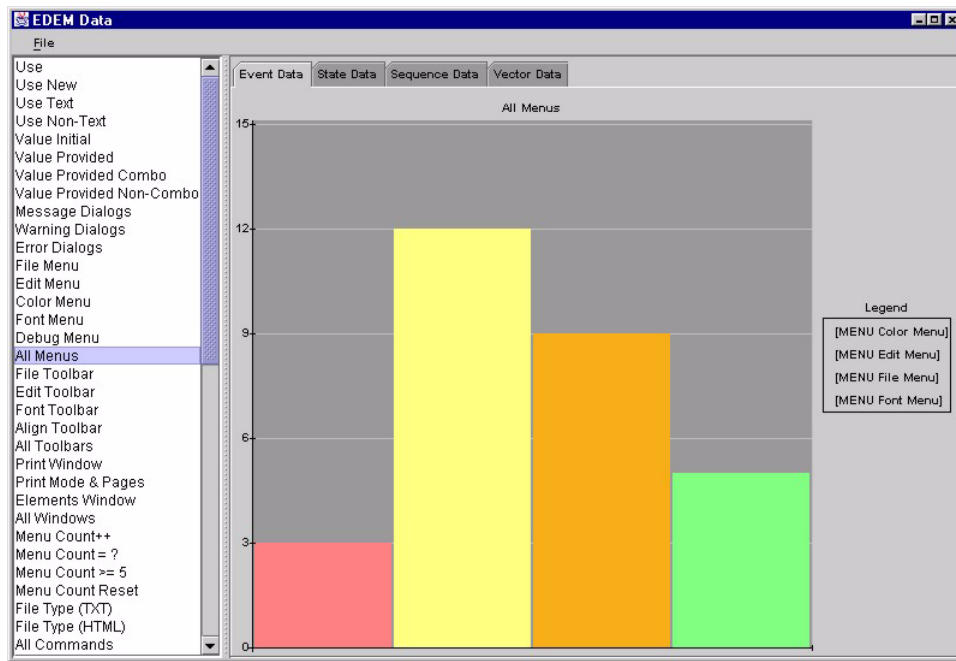 EDEM Data
File
Use
Use New
Use Text
Use Non-Text
Value Initial
Value Provided
Value Provided Combo
Value Provided Non-Combo
Message Dialogs
Warning Dialogs
Error Dialogs
File Menu
Edit Menu
Color Menu
Font Menu
Debug Menu
All Menus
File Toolbar
Edit Toolbar
Font Toolbar
Align Toolbar
All Toolbars
Print Window
Print Mode & Pages
Elements Window
All Windows
Menu Count++
Menu Count = ?
Menu Count >= 5
Menu Count Reset
File Type (TXT)
File Type (HTML)
All Commands
Event Data State Data Sequence Data Vector Data
All Menus
15
12
9
6
3
0
Legend
[MENU Color Menu]
[MENU Edit Menu]
[MENU File Menu]
[MENU Font Menu]